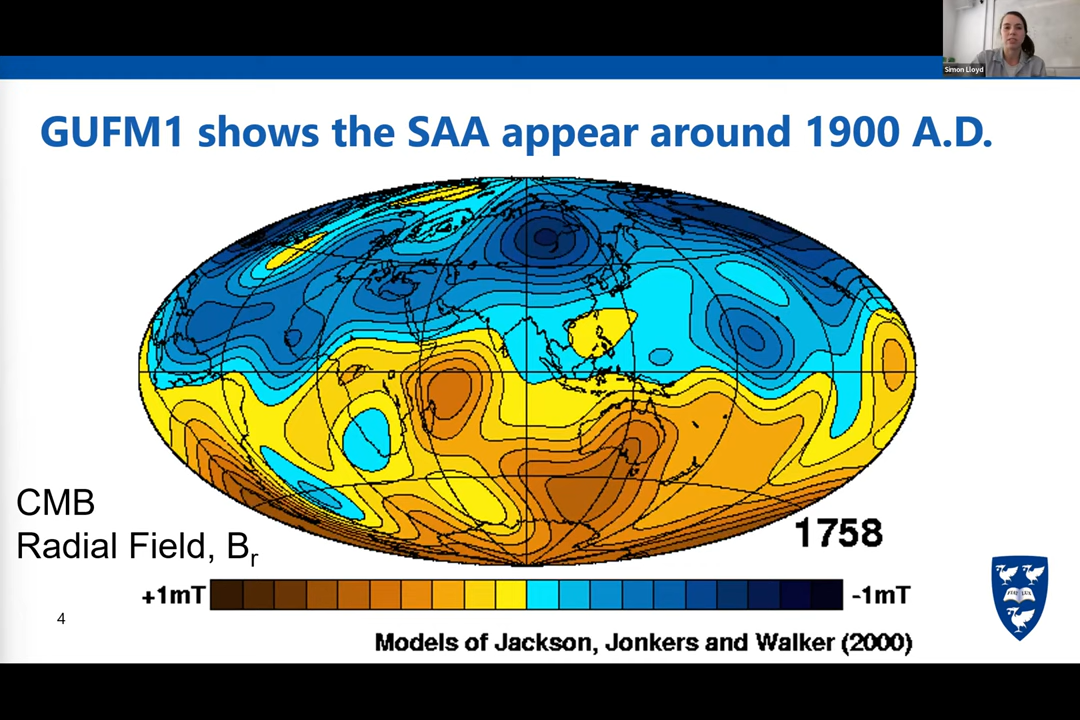 Simon Lloyd
GUFM1 shows the SAA appear around 1900 A.D.
CMB
Radial Field, Br
1758
+1mT
-1mT
4
Models of Jackson, Jonkers and Walker (2000)